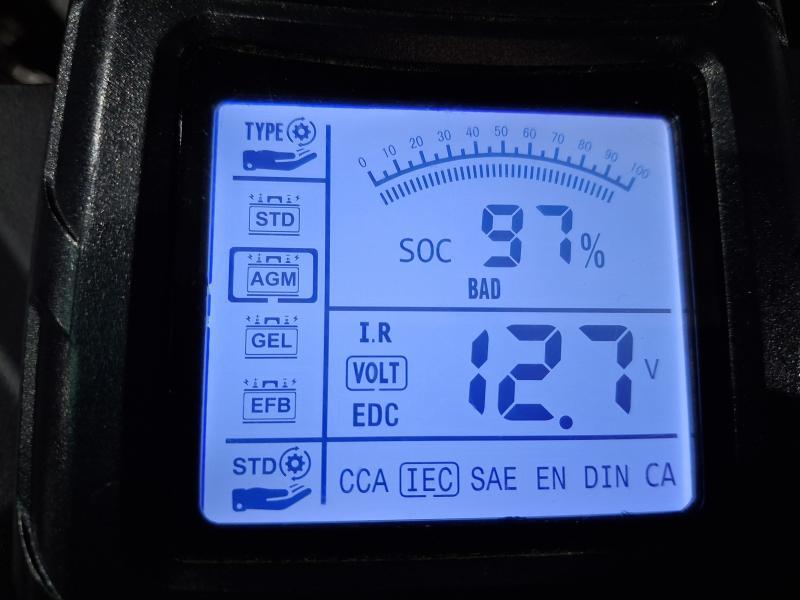 TYPE
STD
AGM
GEL
EFB
STD
0 10 20 30 40 50 60 70 80 90 100
SOC 97%
BAD
I.R
VOLT
EDC
12.7 V
CCA IEC SAE EN DIN CA